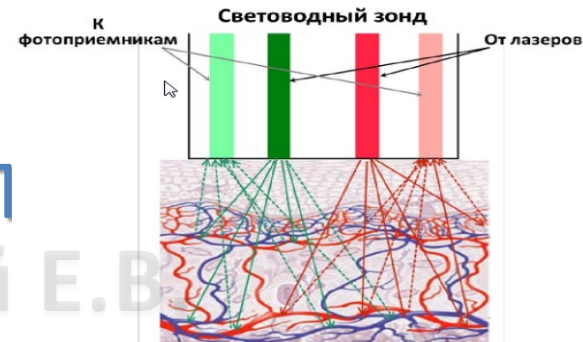 Световодный зонд
К
фотоприемникам
От лазеров
й Е.В.